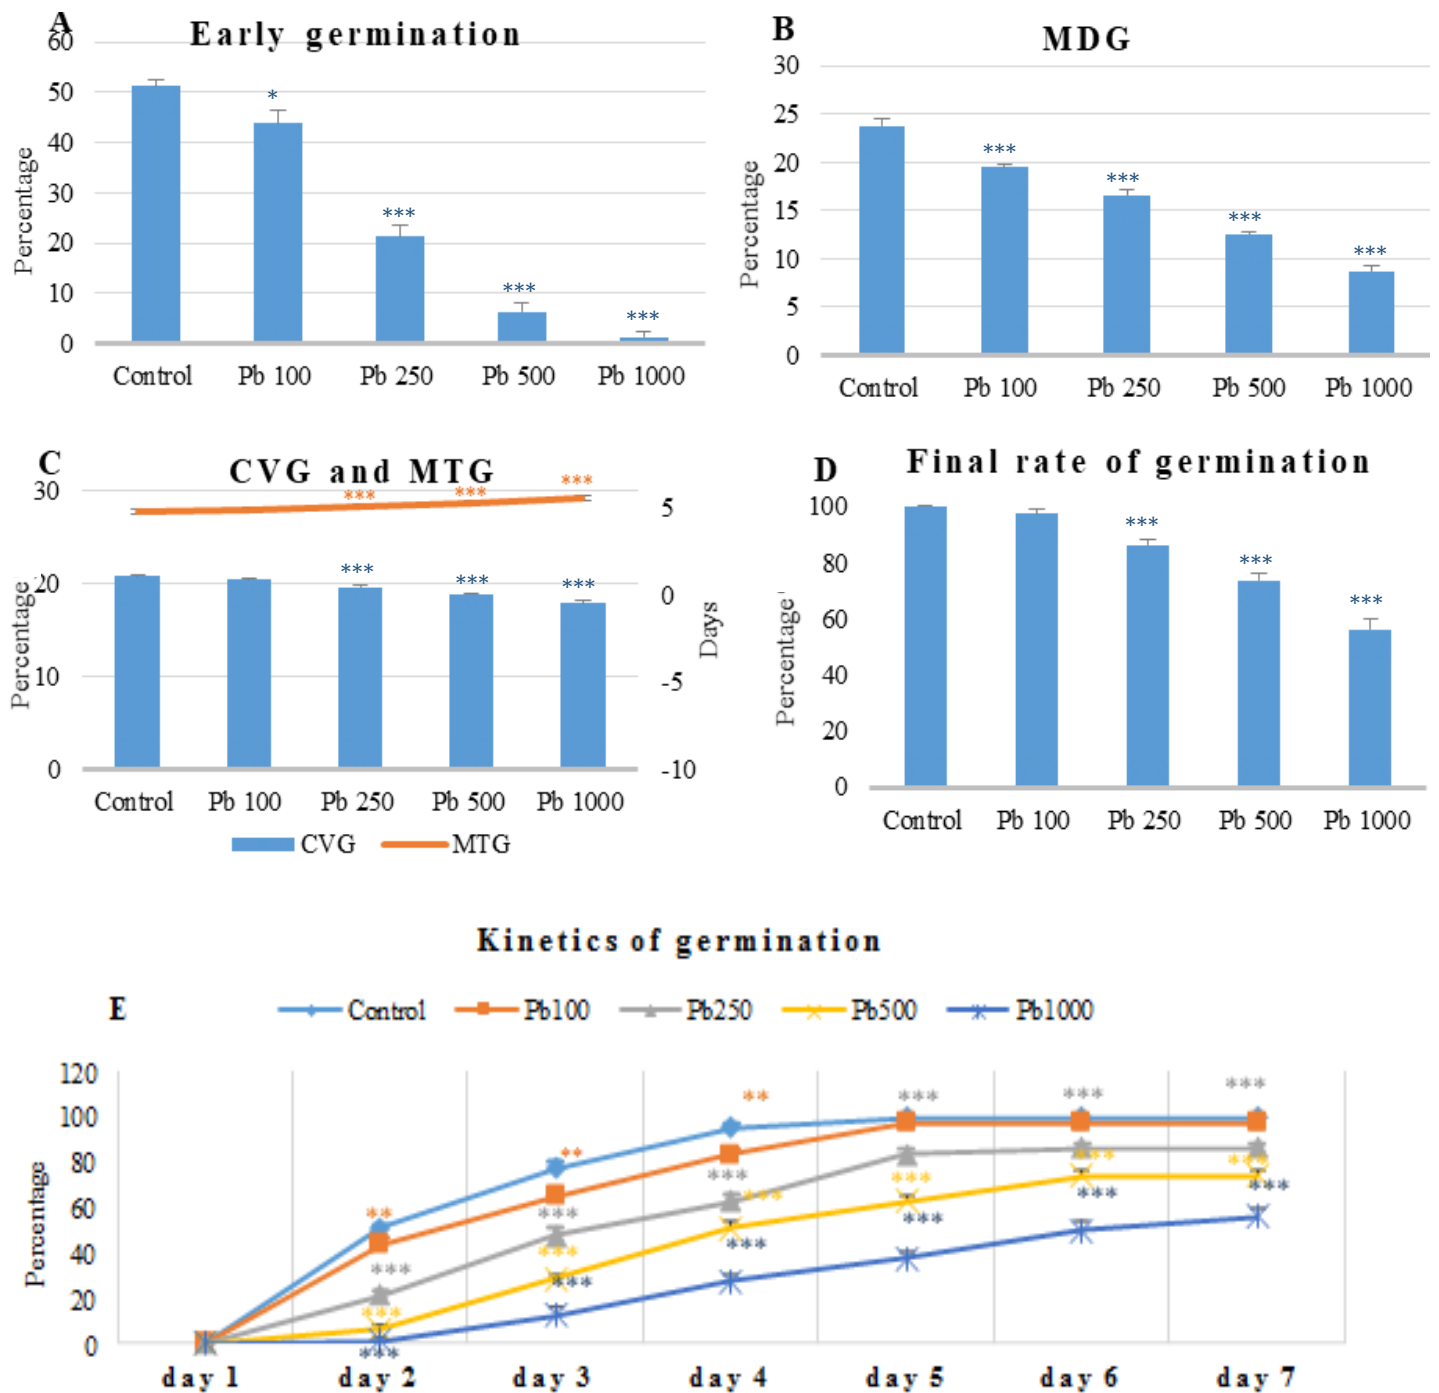 A
Early germination
60
50
40
30
20
10
0
Percentage
*
***
***
***
Control Pb 100 Pb 250 Pb 500 Pb 1000
B
MDG
30
25
20
15
10
5
0
Percentage
***
***
***
***
Control Pb 100 Pb 250 Pb 500 Pb 1000
C
CVG and MTG
30
20
10
0
Percentage
*** *** ***
*** *** ***
5
0
-5
-10
Days
Control Pb 100 Pb 250 Pb 500 Pb 1000
CVG MTG
D
Final rate of germination
100
80
60
40
20
0
Percentage
***
***
***
Control Pb 100 Pb 250 Pb 500 Pb 1000
Kinetics of germination
E
Control Pb100 Pb250 Pb500 Pb1000
120
100
80
60
40
20
0
Percentage
** *** *** ***
** *** *** ***
** *** *** ***
*** *** ***
*** *** ***
*** *** ***
day 1 day 2 day 3 day 4 day 5 day 6 day 7